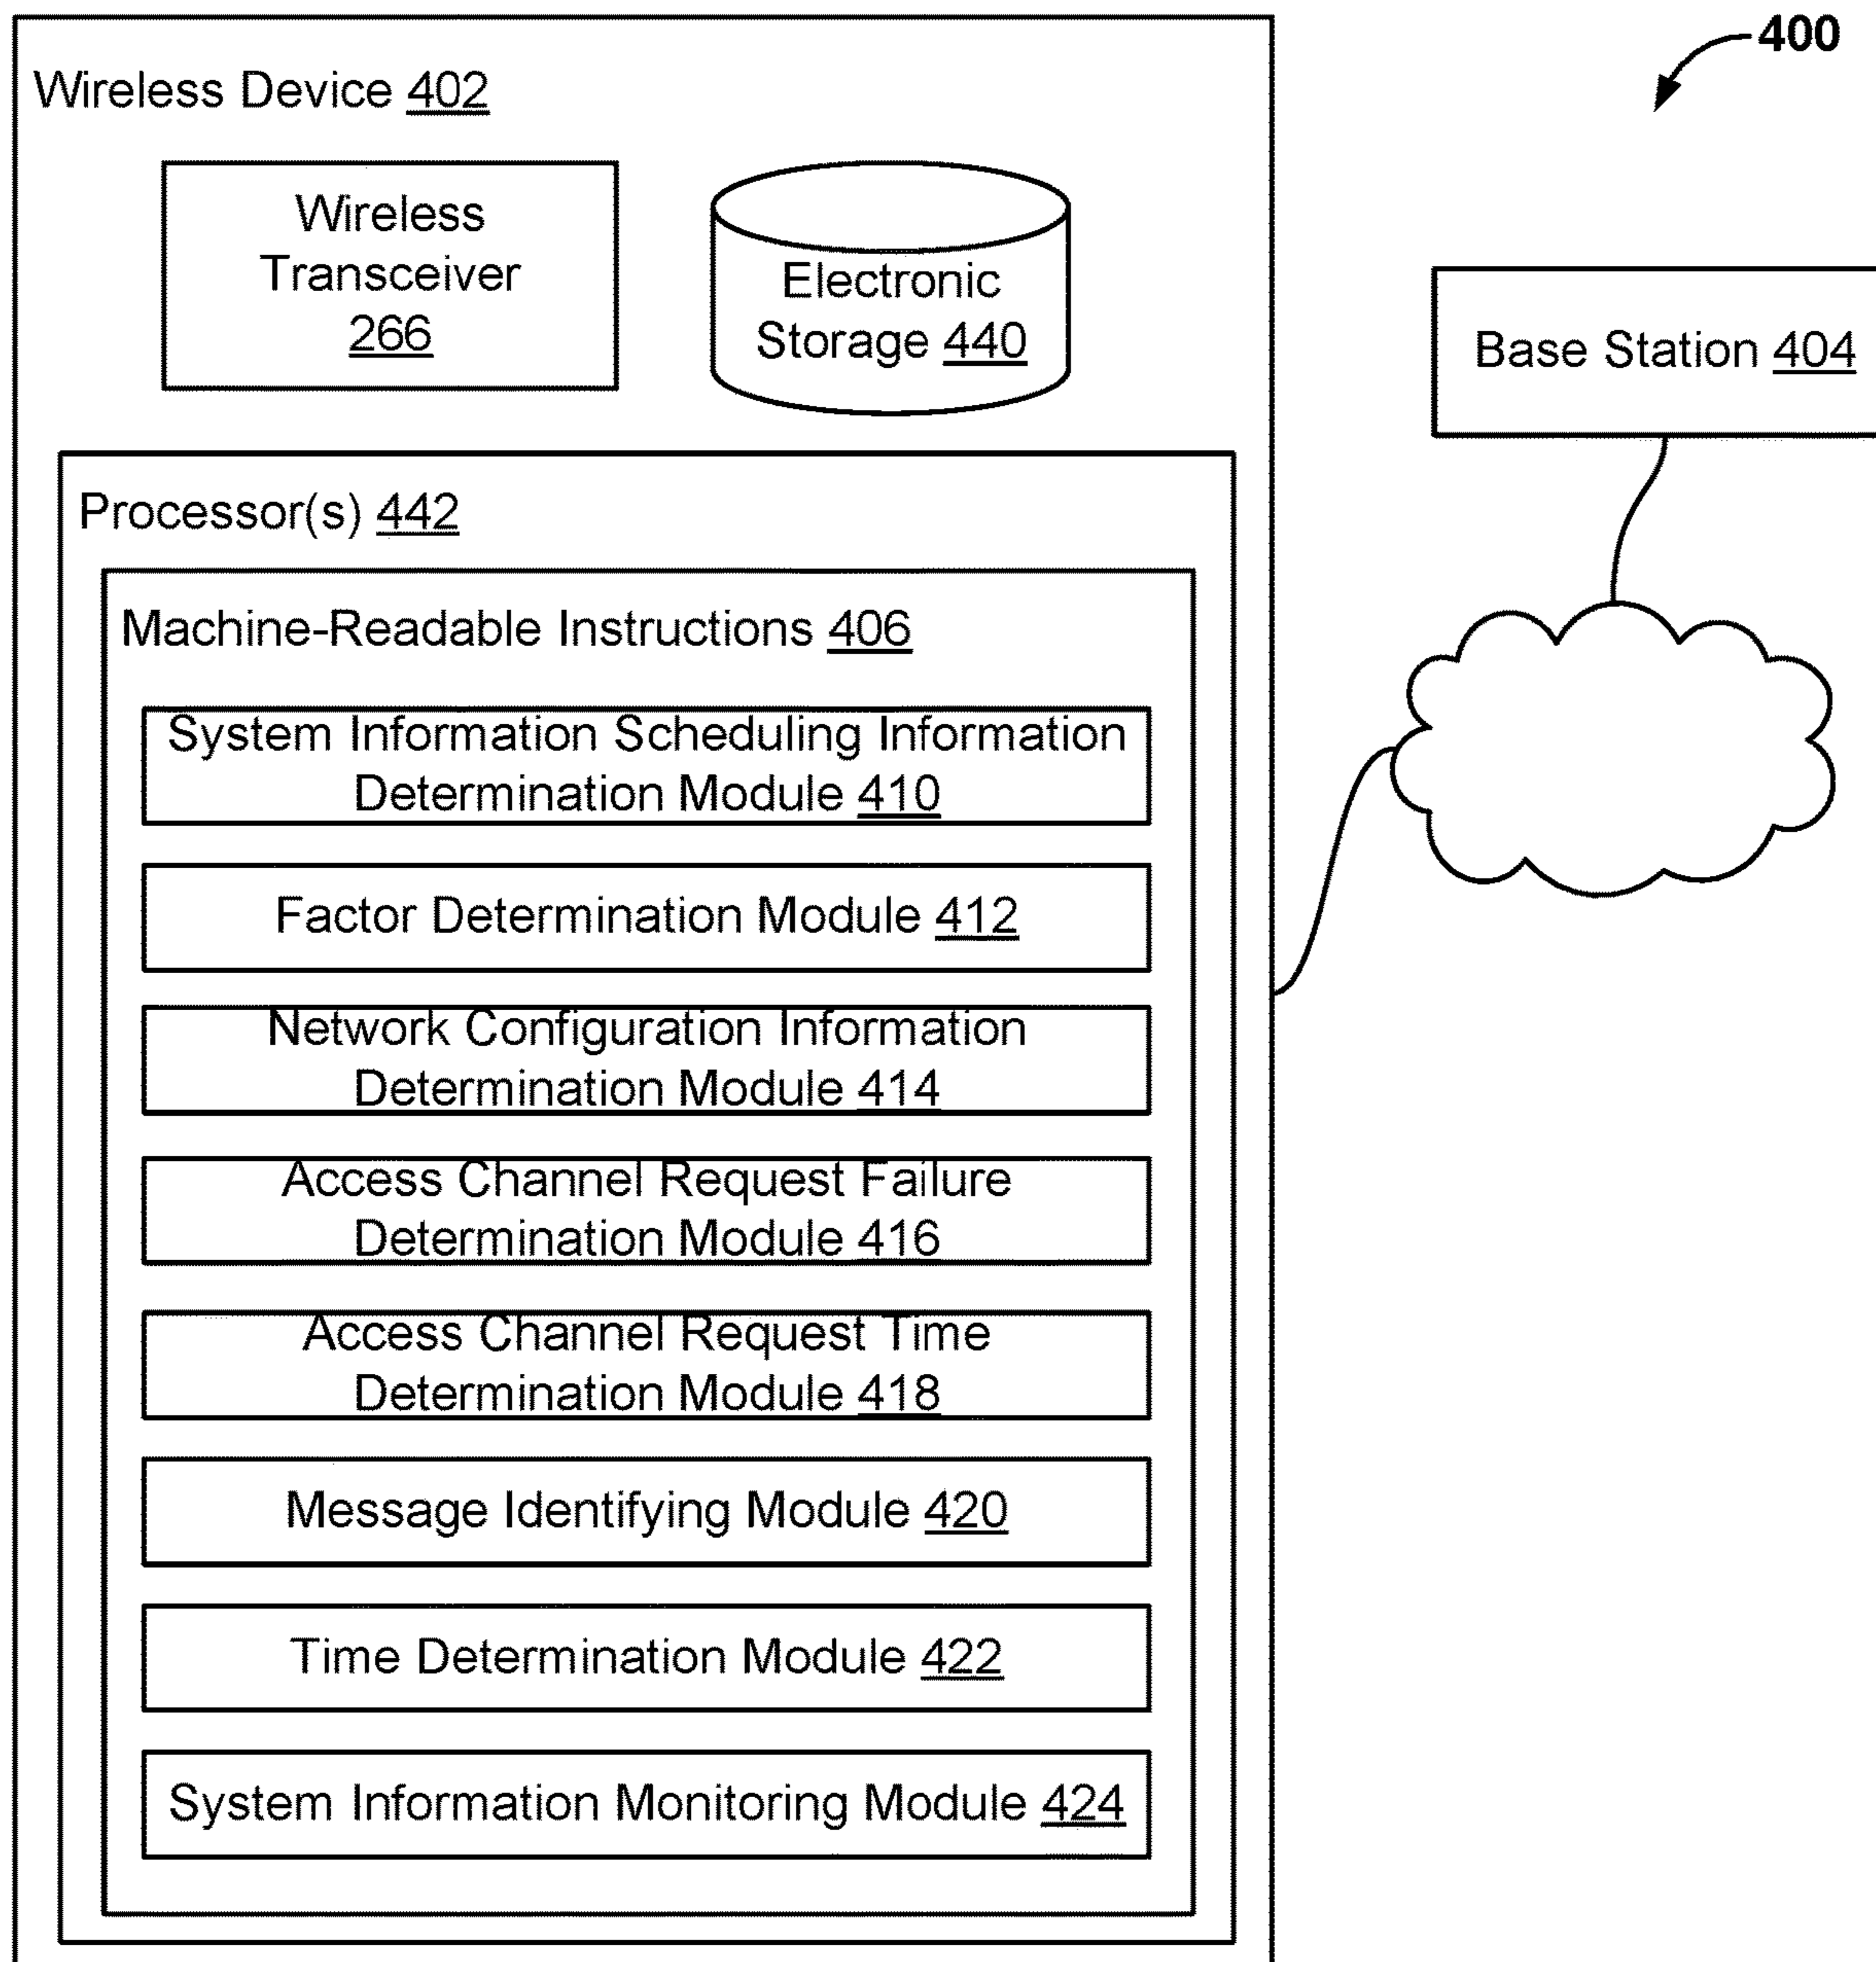 400
Wireless Device 402
Wireless
Transceiver
266
Electronic
Storage 440
Base Station 404
Processor(s) 442
Machine-Readable Instructions 406
System Information Scheduling Information
Determination Module 410
Factor Determination Module 412
Network Configuration Information
Determination Module 414
Access Channel Request Failure
Determination Module 416
Access Channel Request Time
Determination Module 418
Message Identifying Module 420
Time Determination Module 422
System Information Monitoring Module 424